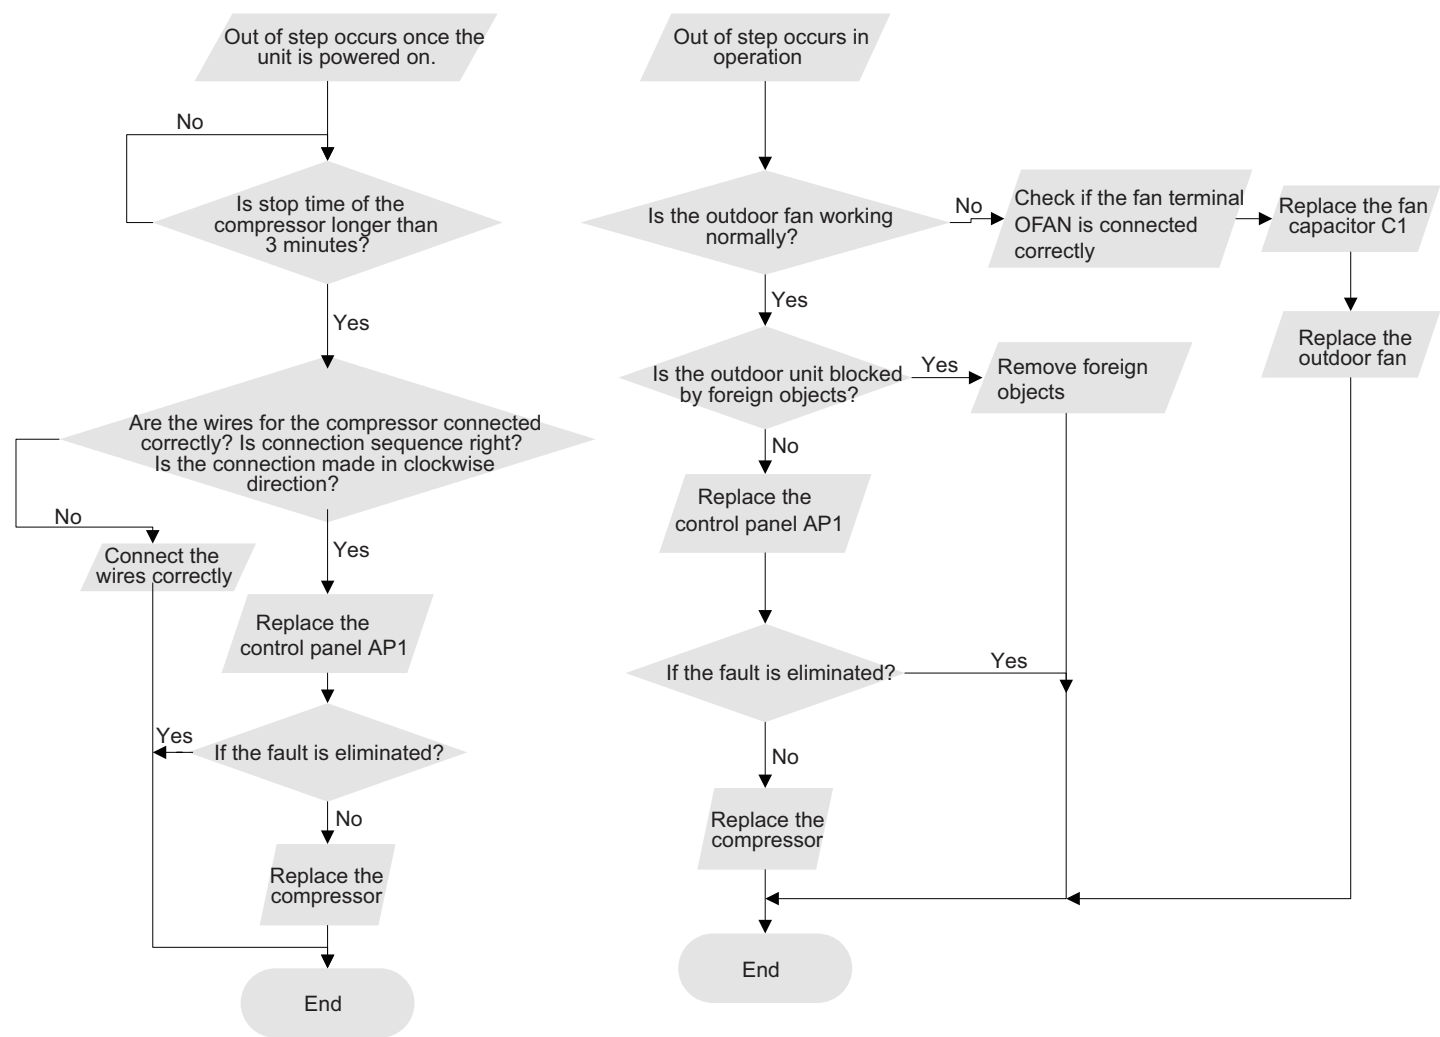 Out of step occurs once the
unit is powered on.
No
Is stop time of the
compressor longer than
3 minutes?
Yes
Are the wires for the compressor connected
correctly? Is connection sequence right?
Is the connection made in clockwise
direction?
No
Connect the
wires correctly
Yes
Replace the
control panel AP1
Yes
If the fault is eliminated?
No
Replace the
compressor
End
Out of step occurs in
operation
Is the outdoor fan working
normally?
No
Check if the fan terminal
OFAN is connected
correctly
Replace the fan
capacitor C1
Replace the
outdoor fan
Yes
Is the outdoor unit blocked
by foreign objects?
Yes
Remove foreign
objects
No
Replace the
control panel AP1
If the fault is eliminated?
Yes
No
Replace the
compressor
End